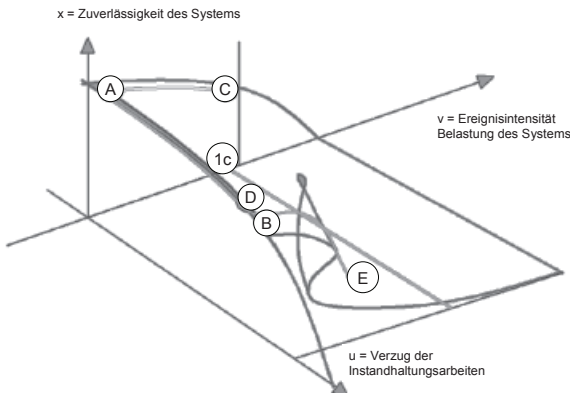 x = Zuverlässigkeit des Systems
A
C
v = Ereignisintensität
Belastung des Systems
1c
D
B
E
u = Verzug der
Instandhaltungsarbeiten